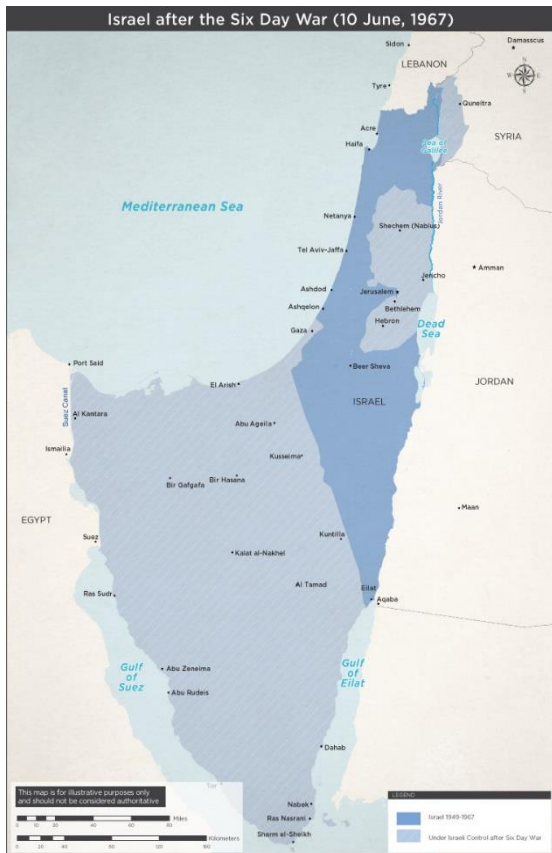 Israel after the Six Day War (10 June, 1967)
Sidon
Damascus
LEBANON
Tyre
Quneitra
Acre
SYRIA
Haifa
Sea of
Galilee
Mediterranean Sea
Jordan River
Netanya
Shechem (Nablus)
Tel Aviv-Jaffa
Amman
Jericho
Ashdod
Jerusalem
Bethlehem
Ashqelon
Hebron
Dead
Sea
Gaza
Port Said
Beer Sheva
El Arish
JORDAN
ISRAEL
Suez Canal
Al Kantara
Abu Ageila
Ismailia
Kusseima
Bir Gafgafa
Bir Hasana
Maan
EGYPT
Suez
Kuntilla
Kalat al-Nakhel
Al Tamad
Eilat
Ras Sudr
Aqaba
Gulf
of
Suez
Abu Zeneima
Gulf
of
Eilat
Abu Rudeis
Dahab
This map is for illustrative purposes only
and should not be considered authoritative
Tor
LEGEND
Nabek
Israel 1949-1967
Miles
Ras Nasrani
Under Israeli Control after Six Day War
Kilometers
Sharm el-Sheikh